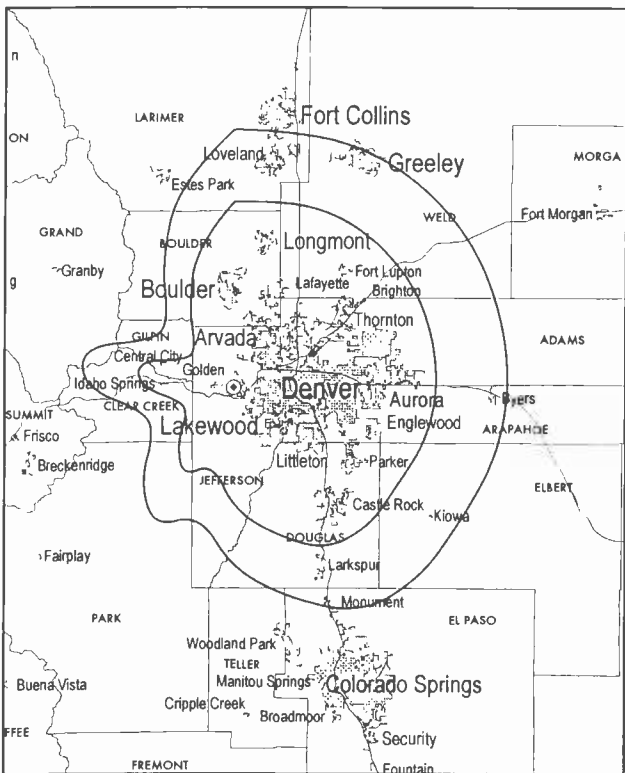 n
Fort Collins
LARIMER
ON
Loveland
Greeley
MORGA
Estes Park
WELD
Fort Morgan
GRAND
BOULDER
Longmont
Granby
Fort Lupton
g
Boulder
Lafayette
Brighton
Thornton
GILPIN
Arvada
ADAMS
Central City
Golden
Idaho Springs
Denver
Aurora
Byers
CLEAR CREEK
SUMMIT
Lakewood
Englewood
ARAPAHOE
Frisco
Littleton
Parker
Breckenridge
JEFFERSON
ELBERT
Castle Rock
Kiowa
DOUGLAS
Fairplay
Larkspur
Monument
PARK
EL PASO
Woodland Park
TELLER
Manitou Springs
Buena Vista
Colorado Springs
Cripple Creek
Broadmoor
FFEE
Security
FREMONT
Fountain